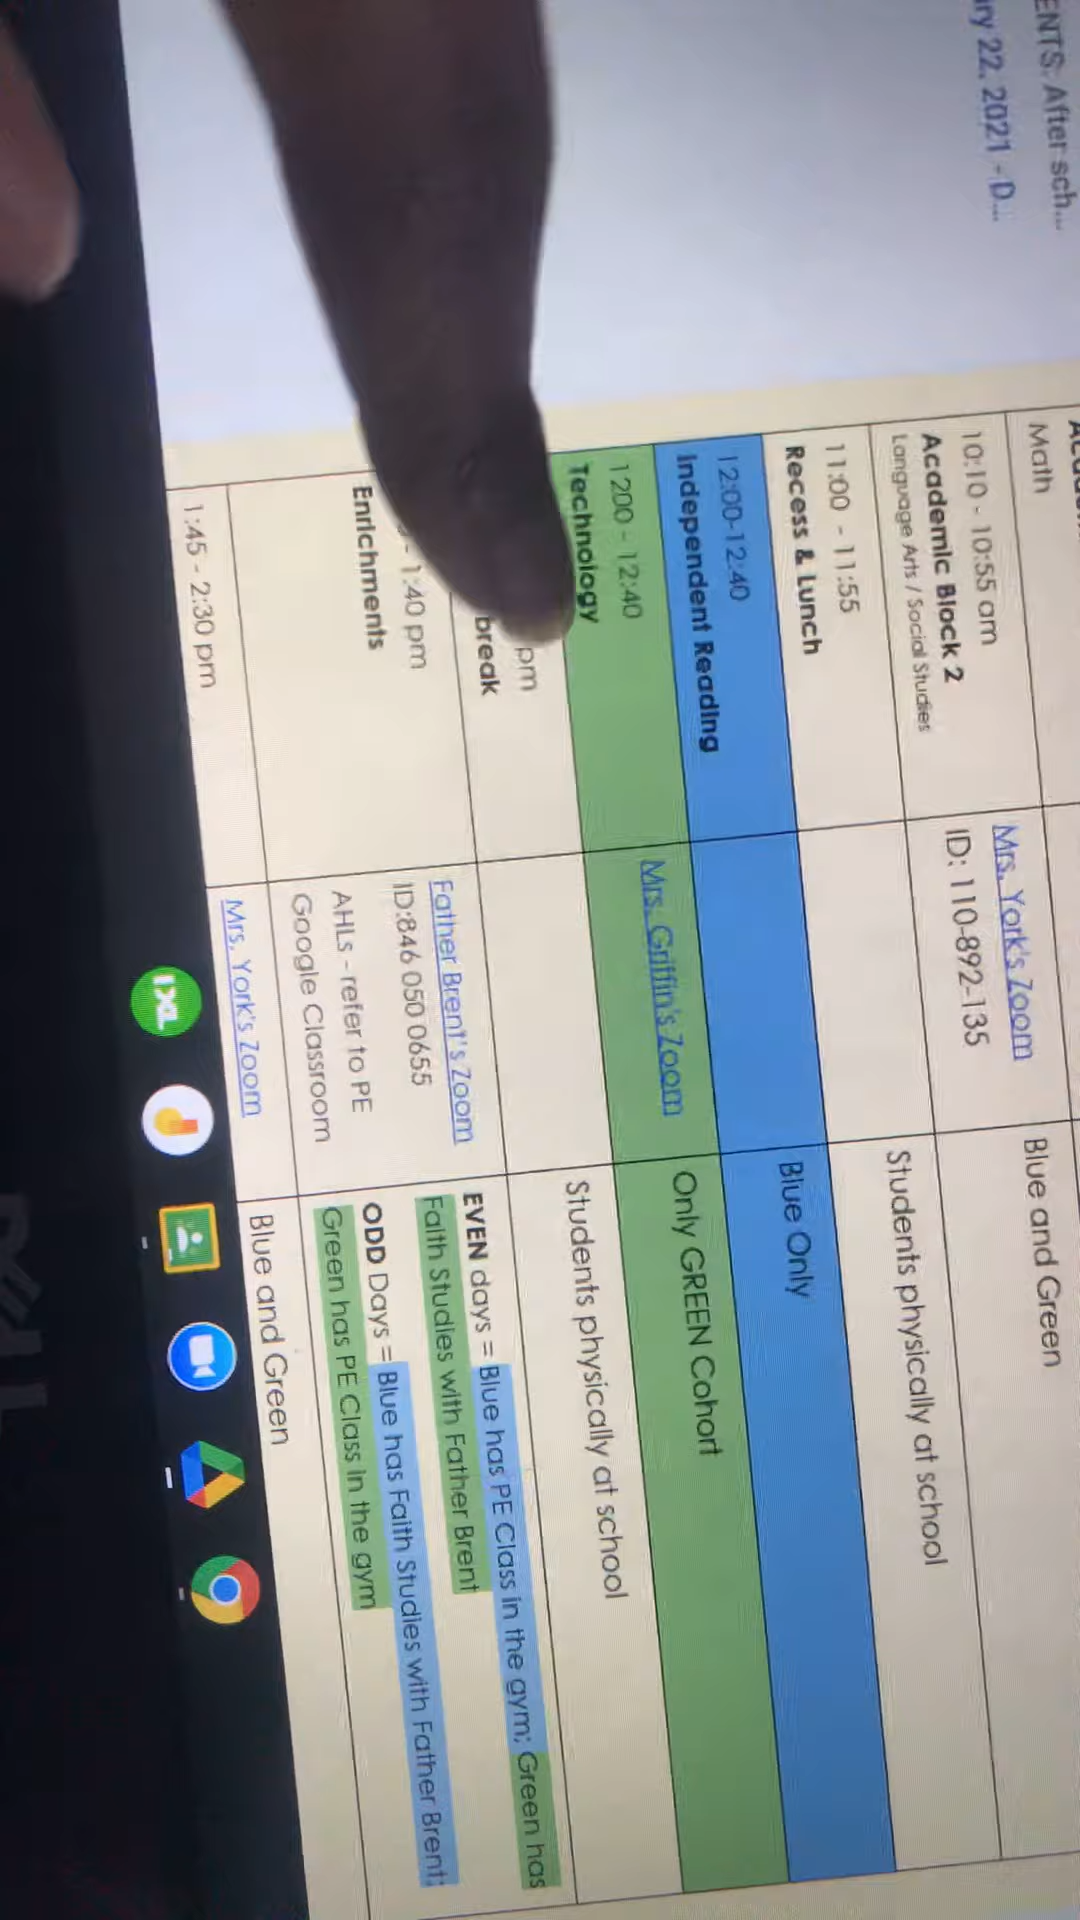 ENTS: After sch...
ry 22, 2021 - D...
Math
10:10 - 10:55 am
Academic Block 2
Language Arts / Social Studies
Mrs. York's Zoom
ID: 110-892-135
Blue and Green
11:00 - 11:55
Recess & Lunch
Students physically at school
12:00-12:40
Independent Reading
Blue Only
1200 - 12:40
Technology
Mrs. Griffin's Zoom
Only GREEN Cohort
pm
break
Students physically at school
- 1:40 pm
Enrichments
Father Brent's Zoom
ID:846 050 0655
AHLs - refer to PE
Google Classroom
EVEN days = Blue has PE Class in the gym; Green has
Faith Studies with Father Brent
ODD Days = Blue has Faith Studies with Father Brent;
Green has PE Class in the gym
1:45 - 2:30 pm
Mrs. York's Zoom
Blue and Green
IXL